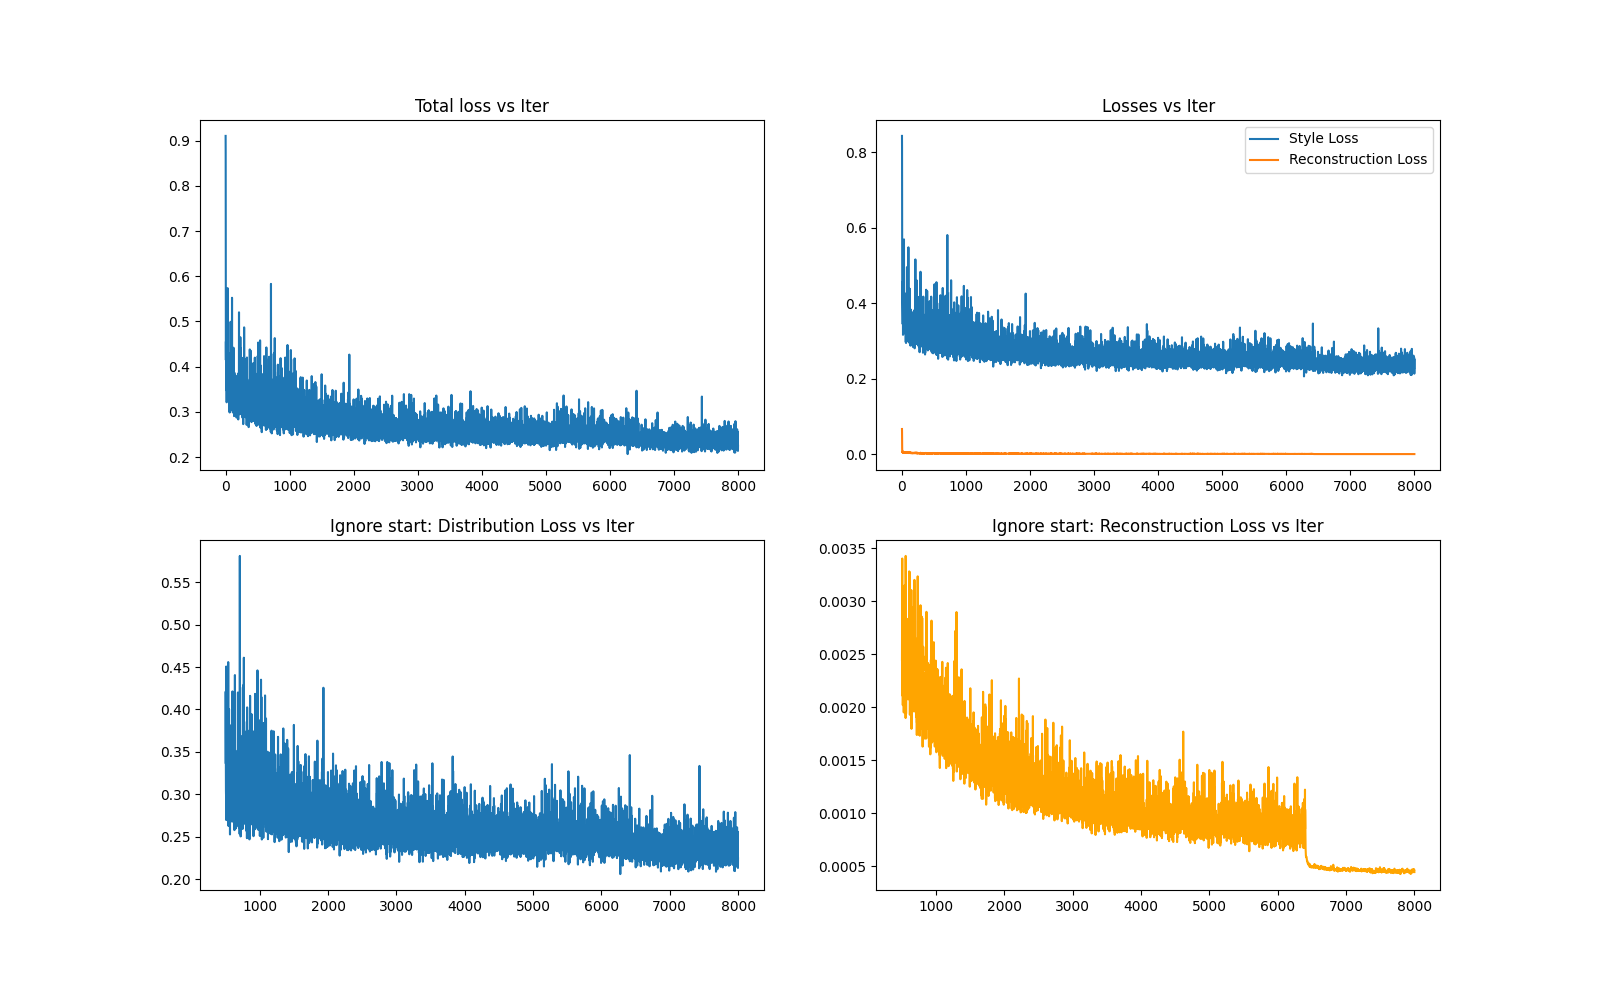 Total loss vs Iter
0.9
0.8
0.7
0.6
0.5
0.4
0.3
0.2
0 1000 2000 3000 4000 5000 6000 7000 8000
Losses vs Iter
Style Loss
Reconstruction Loss
0.8
0.6
0.4
0.2
0.0
0 1000 2000 3000 4000 5000 6000 7000 8000
Ignore start: Distribution Loss vs Iter
0.55
0.50
0.45
0.40
0.35
0.30
0.25
0.20
1000 2000 3000 4000 5000 6000 7000 8000
Ignore start: Reconstruction Loss vs Iter
0.0035
0.0030
0.0025
0.0020
0.0015
0.0010
0.0005
1000 2000 3000 4000 5000 6000 7000 8000